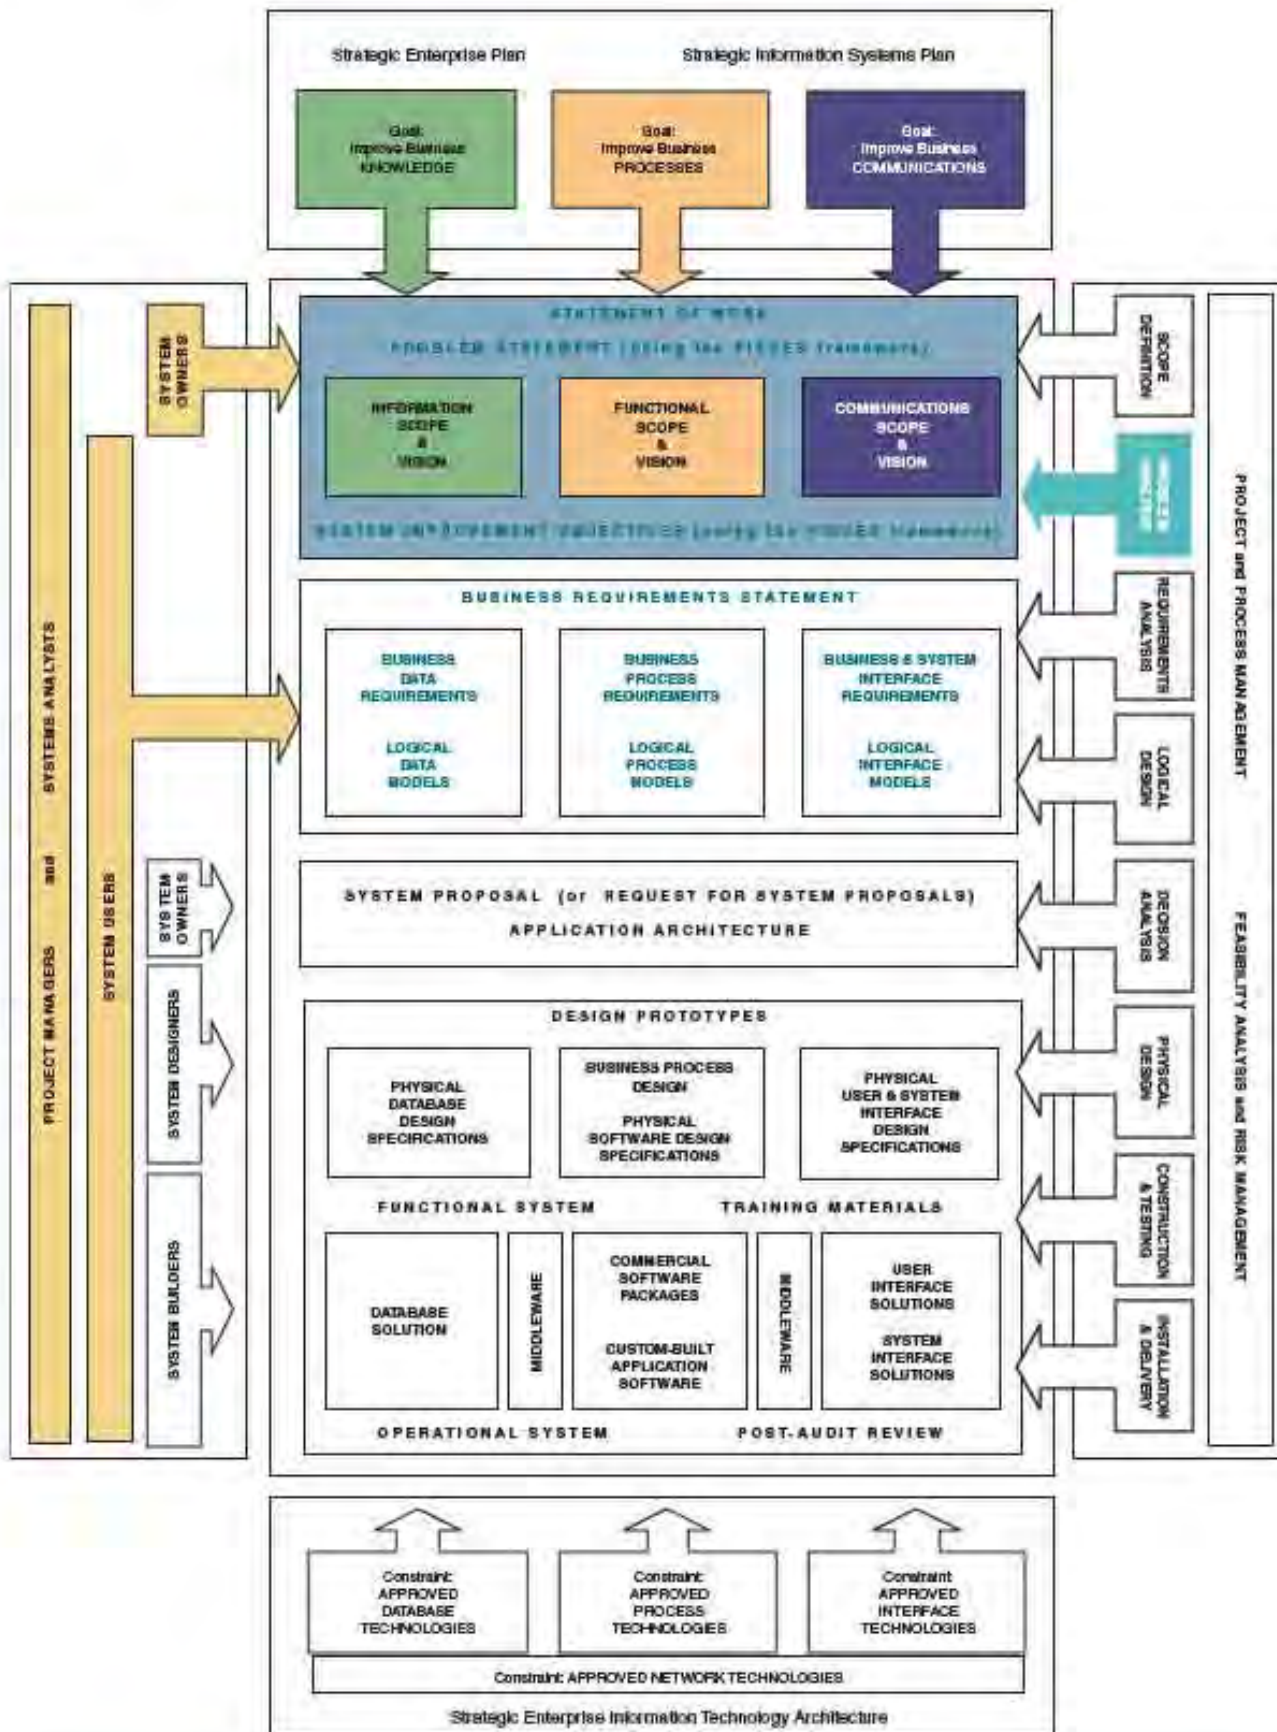 Strategic Enterprise Plan
Strategic Information Systems Plan
Goal:
Improve Business
KNOWLEDGE
Goal:
Improve Business
PROCESSES
Goal:
Improve Business
COMMUNICATIONS
PROJECT MANAGERS and SYSTEMS ANALYSTS
SYSTEM USERS
SYSTEM
OWNERS
SYSTEM
OWNERS
SYSTEM DESIGNERS
SYSTEM BUILDERS
STATEMENT OF WORK
PROBLEM STATEMENT (using the PIECES framework)
INFORMATION
SCOPE
&
VISION
FUNCTIONAL
SCOPE
&
VISION
COMMUNICATIONS
SCOPE
&
VISION
SYSTEM IMPROVEMENT OBJECTIVES (using the PIECES framework)
BUSINESS REQUIREMENTS STATEMENT
BUSINESS
DATA
REQUIREMENTS
LOGICAL
DATA
MODELS
BUSINESS
PROCESS
REQUIREMENTS
LOGICAL
PROCESS
MODELS
BUSINESS & SYSTEM
INTERFACE
REQUIREMENTS
LOGICAL
INTERFACE
MODELS
SYSTEM PROPOSAL (or REQUEST FOR SYSTEM PROPOSALS)
APPLICATION ARCHITECTURE
DESIGN PROTOTYPES
PHYSICAL
DATABASE
DESIGN
SPECIFICATIONS
BUSINESS PROCESS
DESIGN
PHYSICAL
SOFTWARE DESIGN
SPECIFICATIONS
PHYSICAL
USER & SYSTEM
INTERFACE
DESIGN
SPECIFICATIONS
FUNCTIONAL SYSTEM
TRAINING MATERIALS
DATABASE
SOLUTION
MIDDLEWARE
COMMERCIAL
SOFTWARE
PACKAGES
CUSTOM-BUILT
APPLICATION
SOFTWARE
MIDDLEWARE
USER
INTERFACE
SOLUTIONS
SYSTEM
INTERFACE
SOLUTIONS
OPERATIONAL SYSTEM
POST-AUDIT REVIEW
SCOPE
DEFINITION
REQUIREMENTS
ANALYSIS
LOGICAL
DESIGN
DECISION
ANALYSIS
PHYSICAL
DESIGN
CONSTRUCTION
& TESTING
INSTALLATION
& DELIVERY
PROJECT and PROCESS MANAGEMENT
FEASIBILITY ANALYSIS and RISK MANAGEMENT
Constraint:
APPROVED
DATABASE
TECHNOLOGIES
Constraint:
APPROVED
PROCESS
TECHNOLOGIES
Constraint:
APPROVED
INTERFACE
TECHNOLOGIES
Constraint: APPROVED NETWORK TECHNOLOGIES
Strategic Enterprise Information Technology Architecture